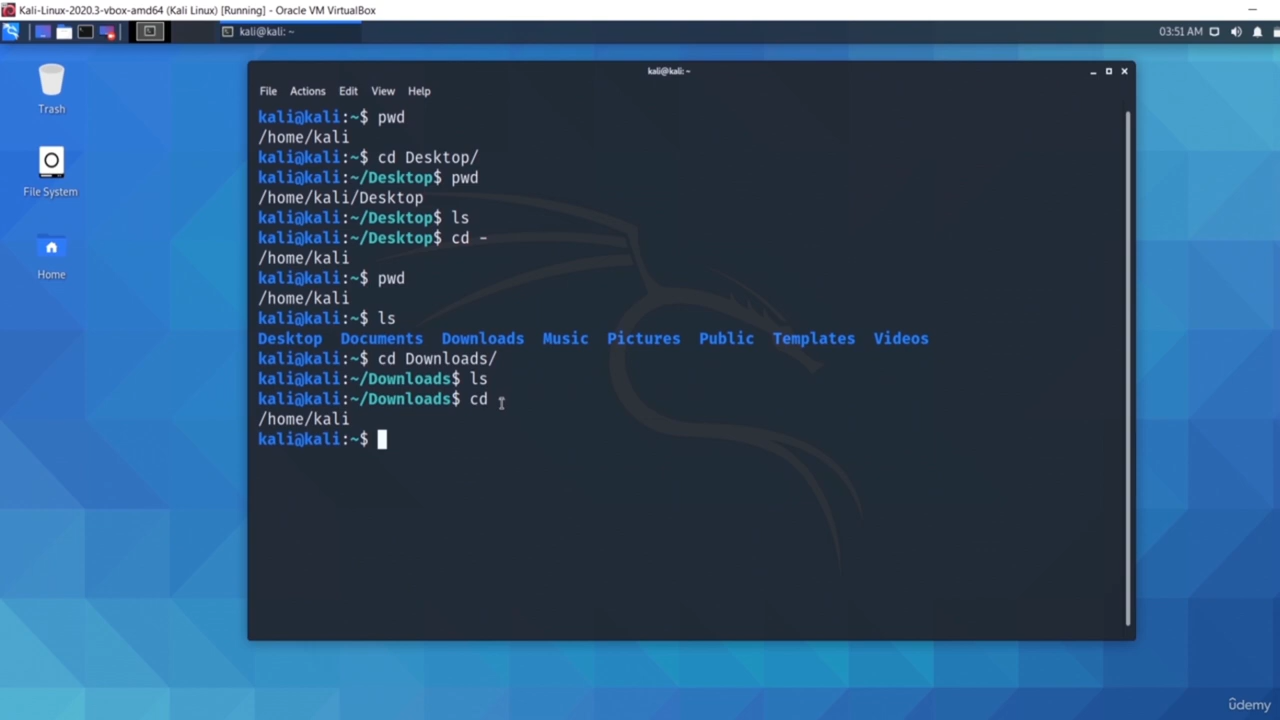 Kali-Linux-2020.3-vbox-amd64 (Kali Linux) [Running] - Oracle VM VirtualBox
kali@kali: ~
03:51 AM
kali@kali: ~
File Actions Edit View Help
Trash
File System
Home
kali@kali:~$ pwd
/home/kali
kali@kali:~$ cd Desktop/
kali@kali:~/Desktop$ pwd
/home/kali/Desktop
kali@kali:~/Desktop$ ls
kali@kali:~/Desktop$ cd -
/home/kali
kali@kali:~$ pwd
/home/kali
kali@kali:~$ ls
Desktop Documents Downloads Music Pictures Public Templates Videos
kali@kali:~$ cd Downloads/
kali@kali:~/Downloads$ ls
kali@kali:~/Downloads$ cd
/home/kali
kali@kali:~$
ûdemy